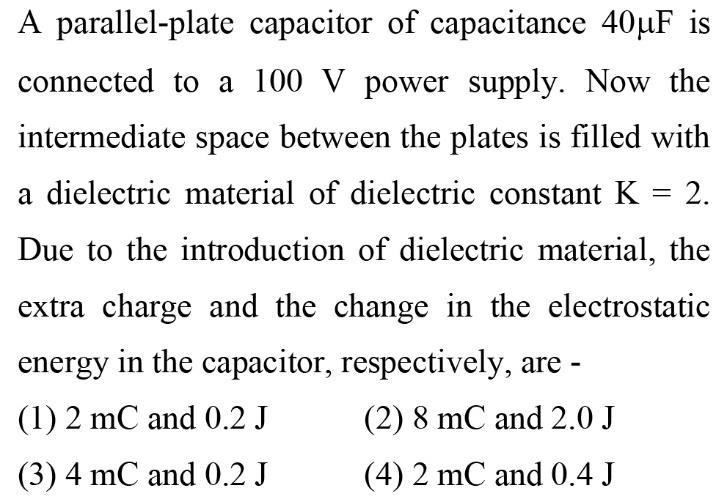 A parallel-plate capacitor of capacitance 40μF is
connected to a 100 V power supply. Now the
intermediate space between the plates is filled with
a dielectric material of dielectric constant K = 2.
Due to the introduction of dielectric material, the
extra charge and the change in the electrostatic
energy in the capacitor, respectively, are -
(1) 2 mC and 0.2 J (2) 8 mC and 2.0 J
(3) 4 mC and 0.2 J (4) 2 mC and 0.4 J